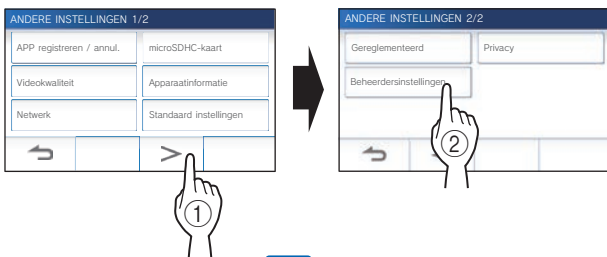 ANDERE INSTELLINGEN 1/2
APP registreren / annul.
microSDHC-kaart
Videokwaliteit
Apparaatinformatie
Netwerk
Standaard instellingen
>
1
ANDERE INSTELLINGEN 2/2
Gereglementeerd
Privacy
Beheerdersinstellingen
2